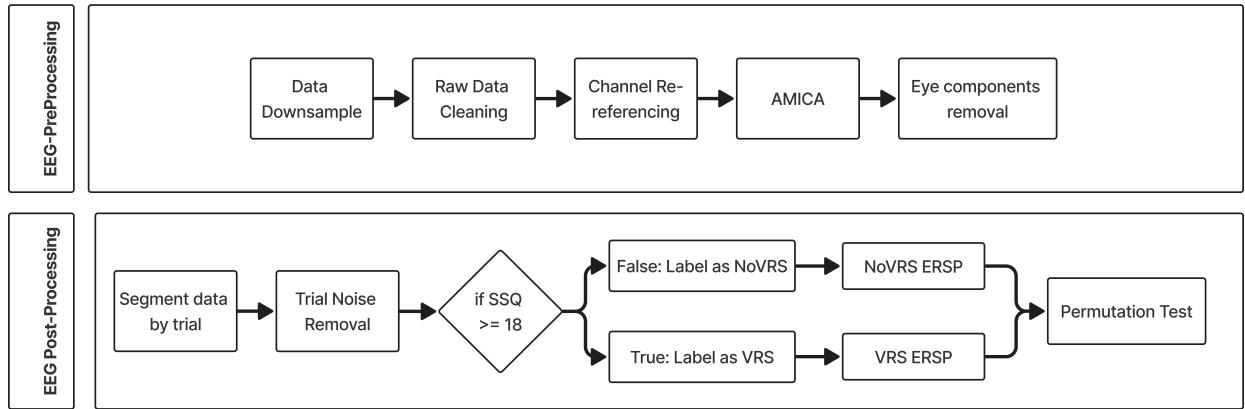 EEG-PreProcessing
Data
Downsample
Raw Data
Cleaning
Channel Re-
referencing
AMICA
Eye components
removal
EEG Post-Processing
Segment data
by trial
Trial Noise
Removal
if SSQ
>= 18
False: Label as NoVRS
NoVRS ERSP
True: Label as VRS
VRS ERSP
Permutation Test